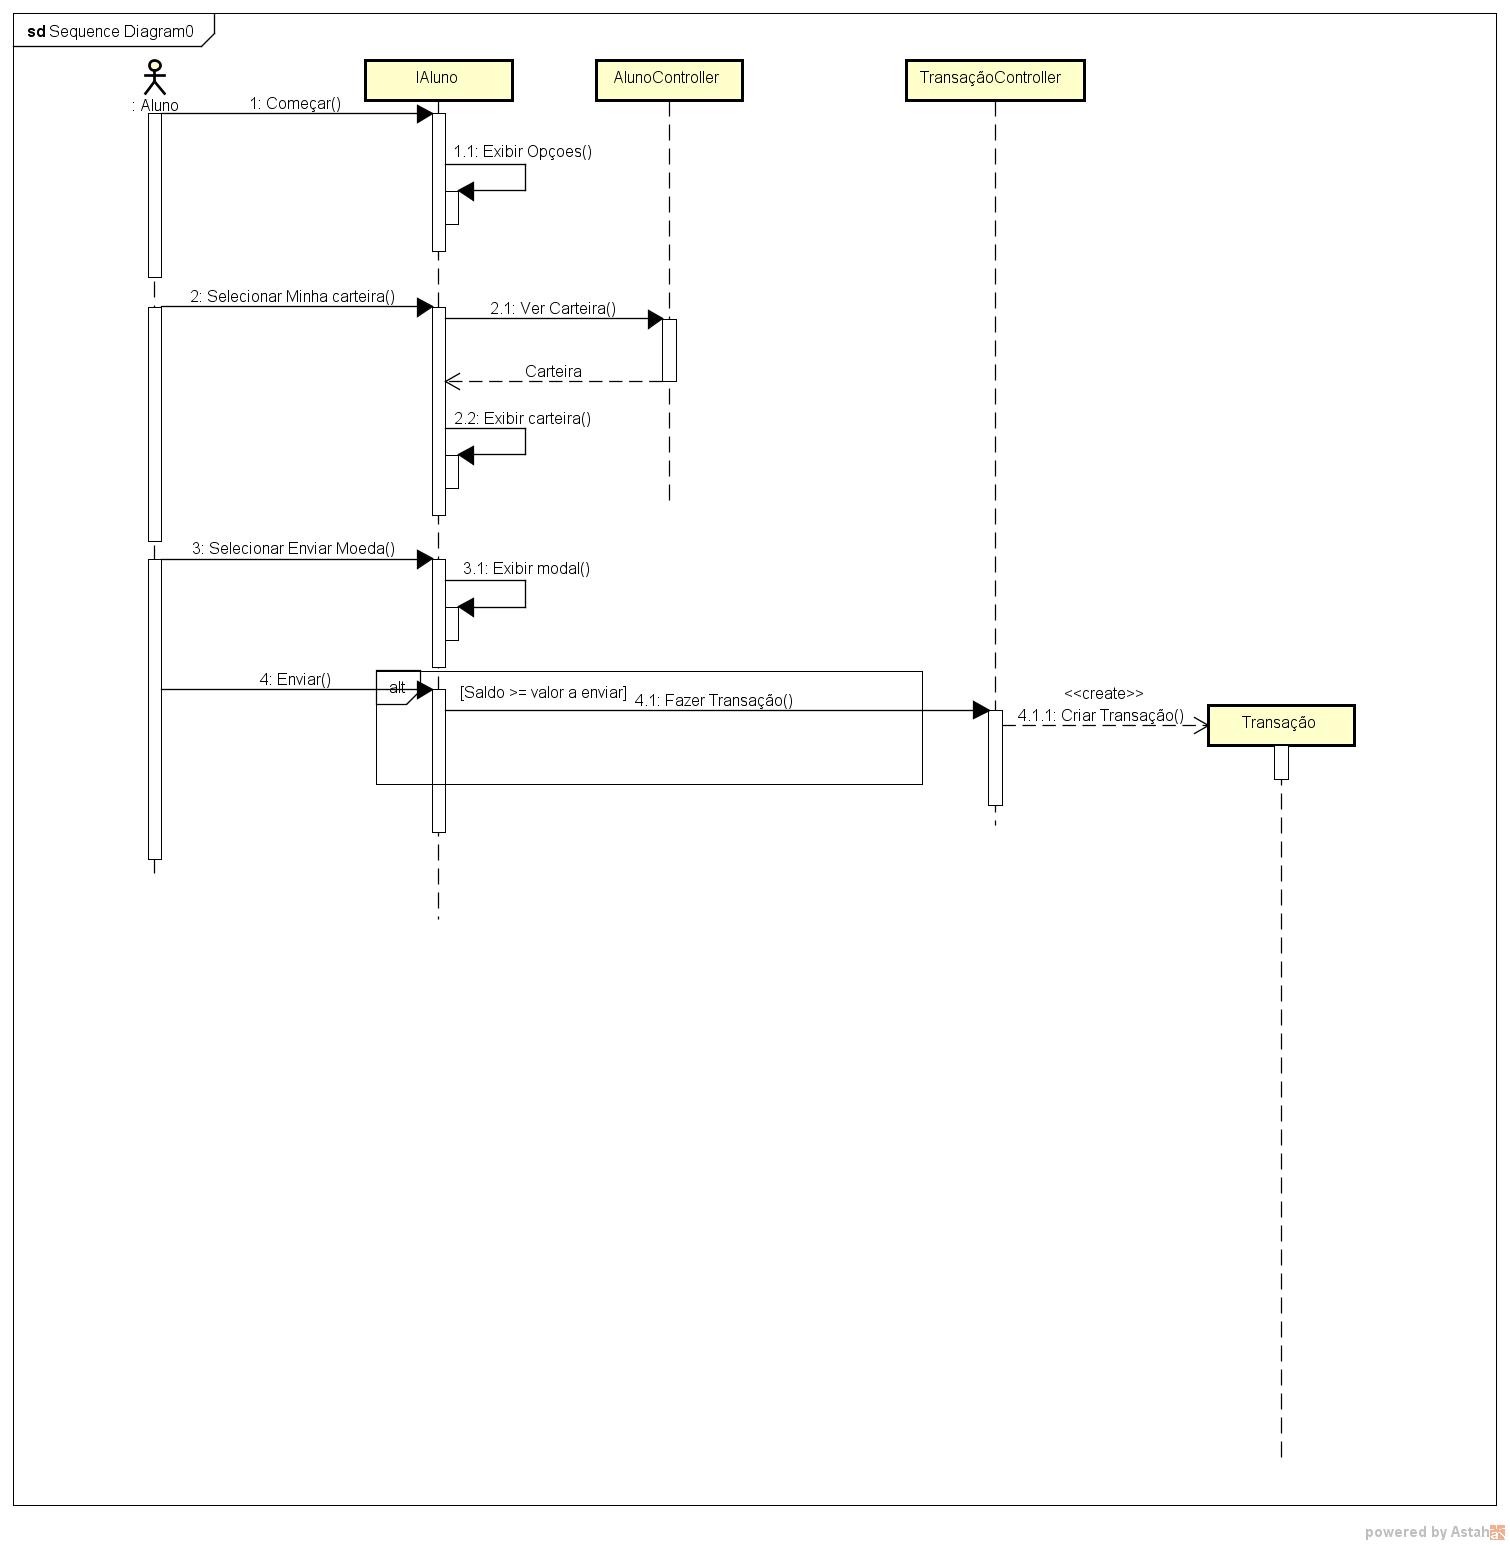 sd Sequence Diagram0
: Aluno
IAluno
AlunoController
TransaçãoController
1: Começar()
1.1: Exibir Opçoes()
2: Selecionar Minha carteira()
2.1: Ver Carteira()
Carteira
2.2: Exibir carteira()
3: Selecionar Enviar Moeda()
3.1: Exibir modal()
4: Enviar()
alt
[Saldo >= valor a enviar]
4.1: Fazer Transação()
<<create>>
4.1.1: Criar Transação()
Transação
powered by Astah